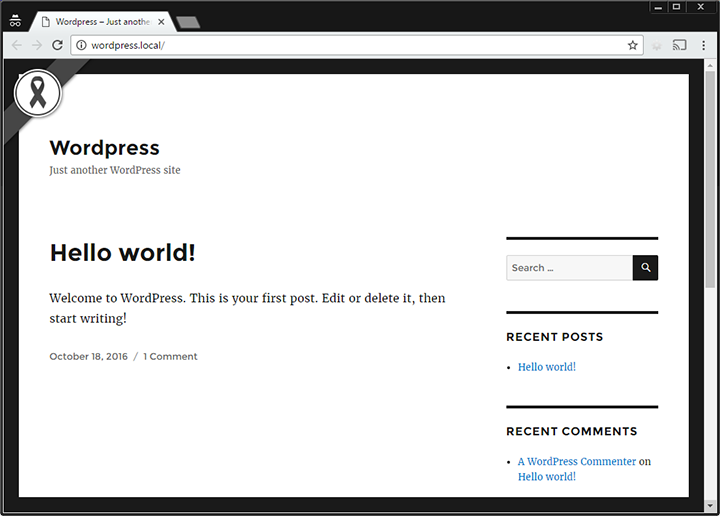 Wordpress – Just anothe
wordpress.local/
Wordpress
Just another WordPress site
Hello world!
Welcome to WordPress. This is your first post. Edit or delete it, then
start writing!
October 18, 2016 / 1 Comment
Search …
RECENT POSTS
Hello world!
RECENT COMMENTS
A WordPress Commenter on
Hello world!